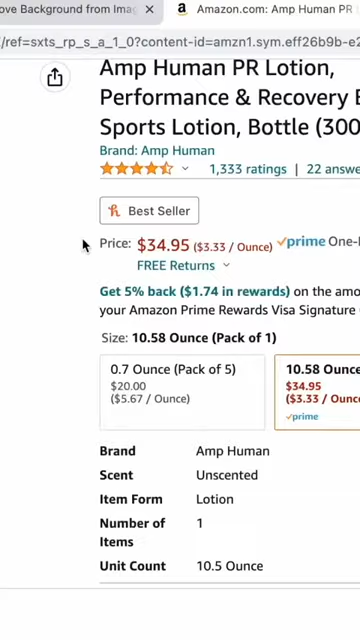 ove Background from Imag
Amazon.com: Amp Human PR L
/ref=sxts_rp_s_a_1_0?content-id=amzn1.sym.eff26b9b-e2
Amp Human PR Lotion,
Performance & Recovery
Sports Lotion, Bottle (300
Brand: Amp Human
1,333 ratings | 22 answe
Best Seller
Price: $34.95 ($3.33 / Ounce) prime One-
FREE Returns
Get 5% back ($1.74 in rewards) on the amo
your Amazon Prime Rewards Visa Signature
Size: 10.58 Ounce (Pack of 1)
0.7 Ounce (Pack of 5)
$20.00
($5.67 / Ounce)
10.58 Ounce
$34.95
($3.33 / Ounc
prime
Brand Amp Human
Scent Unscented
Item Form Lotion
Number of Items 1
Unit Count 10.5 Ounce